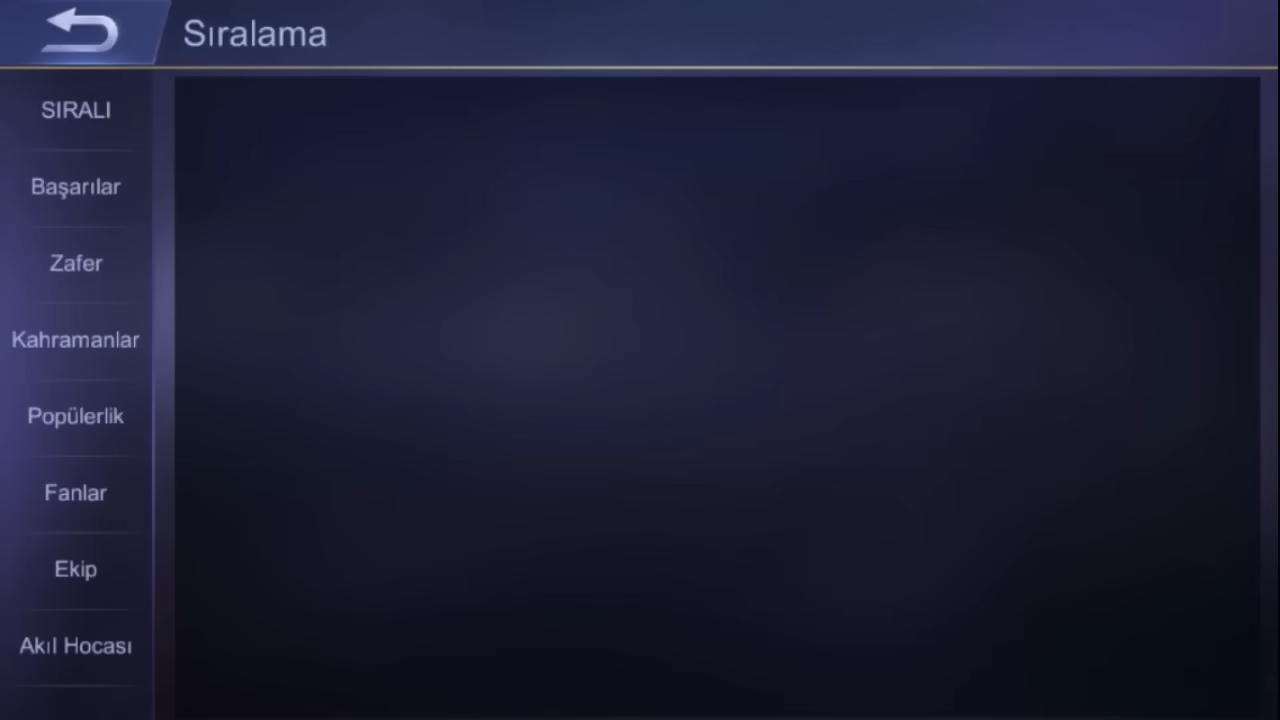 Sıralama
SIRALI
Başarılar
Zafer
Kahramanlar
Popülerlik
Fanlar
Ekip
Akıl Hocası